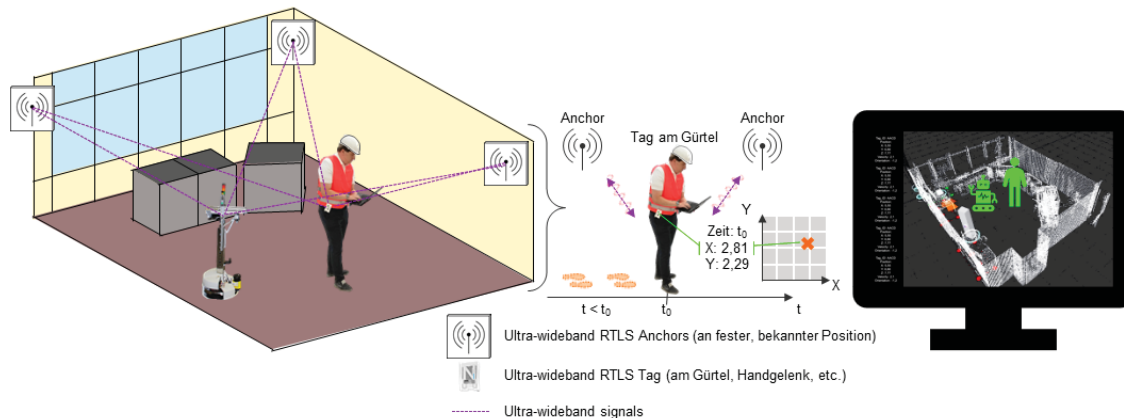 Anchor
Tag am Gürtel
Anchor
Y
Zeit: t₀
X: 2,81
Y: 2,29
X
t < t₀
t₀
t
Ultra-wideband RTLS Anchors (an fester, bekannter Position)
Ultra-wideband RTLS Tag (am Gürtel, Handgelenk, etc.)
Ultra-wideband signals